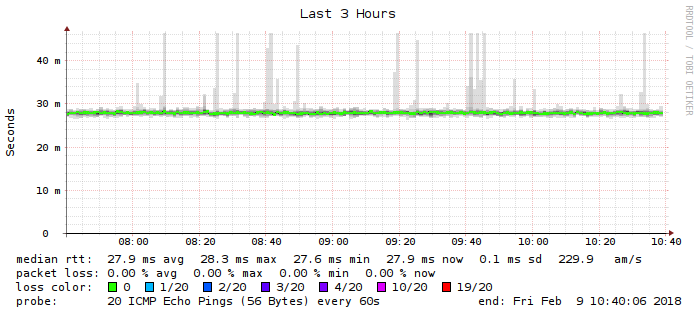 Last 3 Hours
RRDTOOL / TOBI OETIKER
Seconds
40 m
30 m
20 m
10 m
0
08:00 08:20 08:40 09:00 09:20 09:40 10:00 10:20 10:40
median rtt: 27.9 ms avg 28.3 ms max 27.6 ms min 27.9 ms now 0.1 ms sd 229.9 am/s
packet loss: 0.00 % avg 0.00 % max 0.00 % min 0.00 % now
loss color: 0 1/20 2/20 3/20 4/20 10/20 19/20
probe: 20 ICMP Echo Pings (56 Bytes) every 60s end: Fri Feb 9 10:40:06 2018